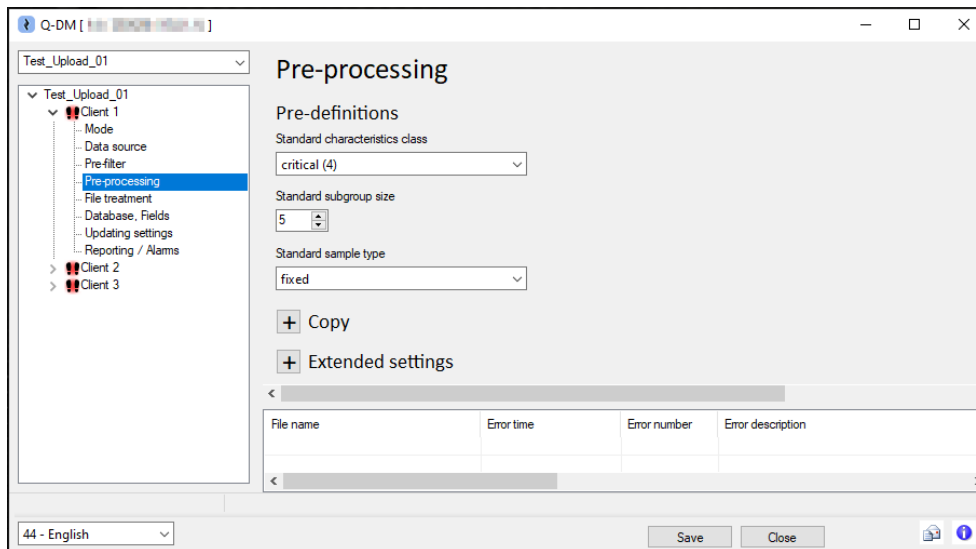 Q-DM [ ]
Test_Upload_01
Test_Upload_01
Client 1
Mode
Data source
Pre-filter
Pre-processing
File treatment
Database, Fields
Updating settings
Reporting / Alarms
Client 2
Client 3
Pre-processing
Pre-definitions
Standard characteristics class
critical (4)
Standard subgroup size
5
Standard sample type
fixed
+ Copy
+ Extended settings
File name Error time Error number Error description
44 - English
Save Close